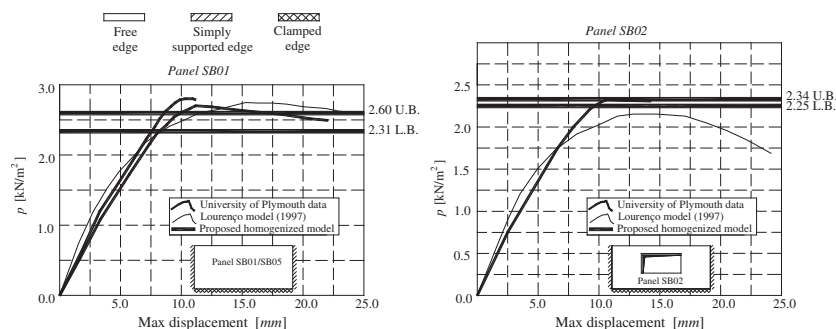 Free
edge
Simply
supported edge
Clamped
edge
Panel SB01
3.0
2.0
1.0
0.0
p [kN/m²]
2.60 U.B.
2.31 L.B.
University of Plymouth data
Lourenço model (1997)
Proposed homogenized model
Panel SB01/SB05
5.0 10.0 15.0 20.0 25.0
Max displacement [mm]
Panel SB02
2.5
2.0
1.5
1.0
0.5
0.0
p [kN/m²]
2.34 U.B.
2.25 L.B.
University of Plymouth data
Lourenço model (1997)
Proposed homogenized model
Panel SB02
5.0 10.0 15.0 20.0 25.0
Max displacement [mm]